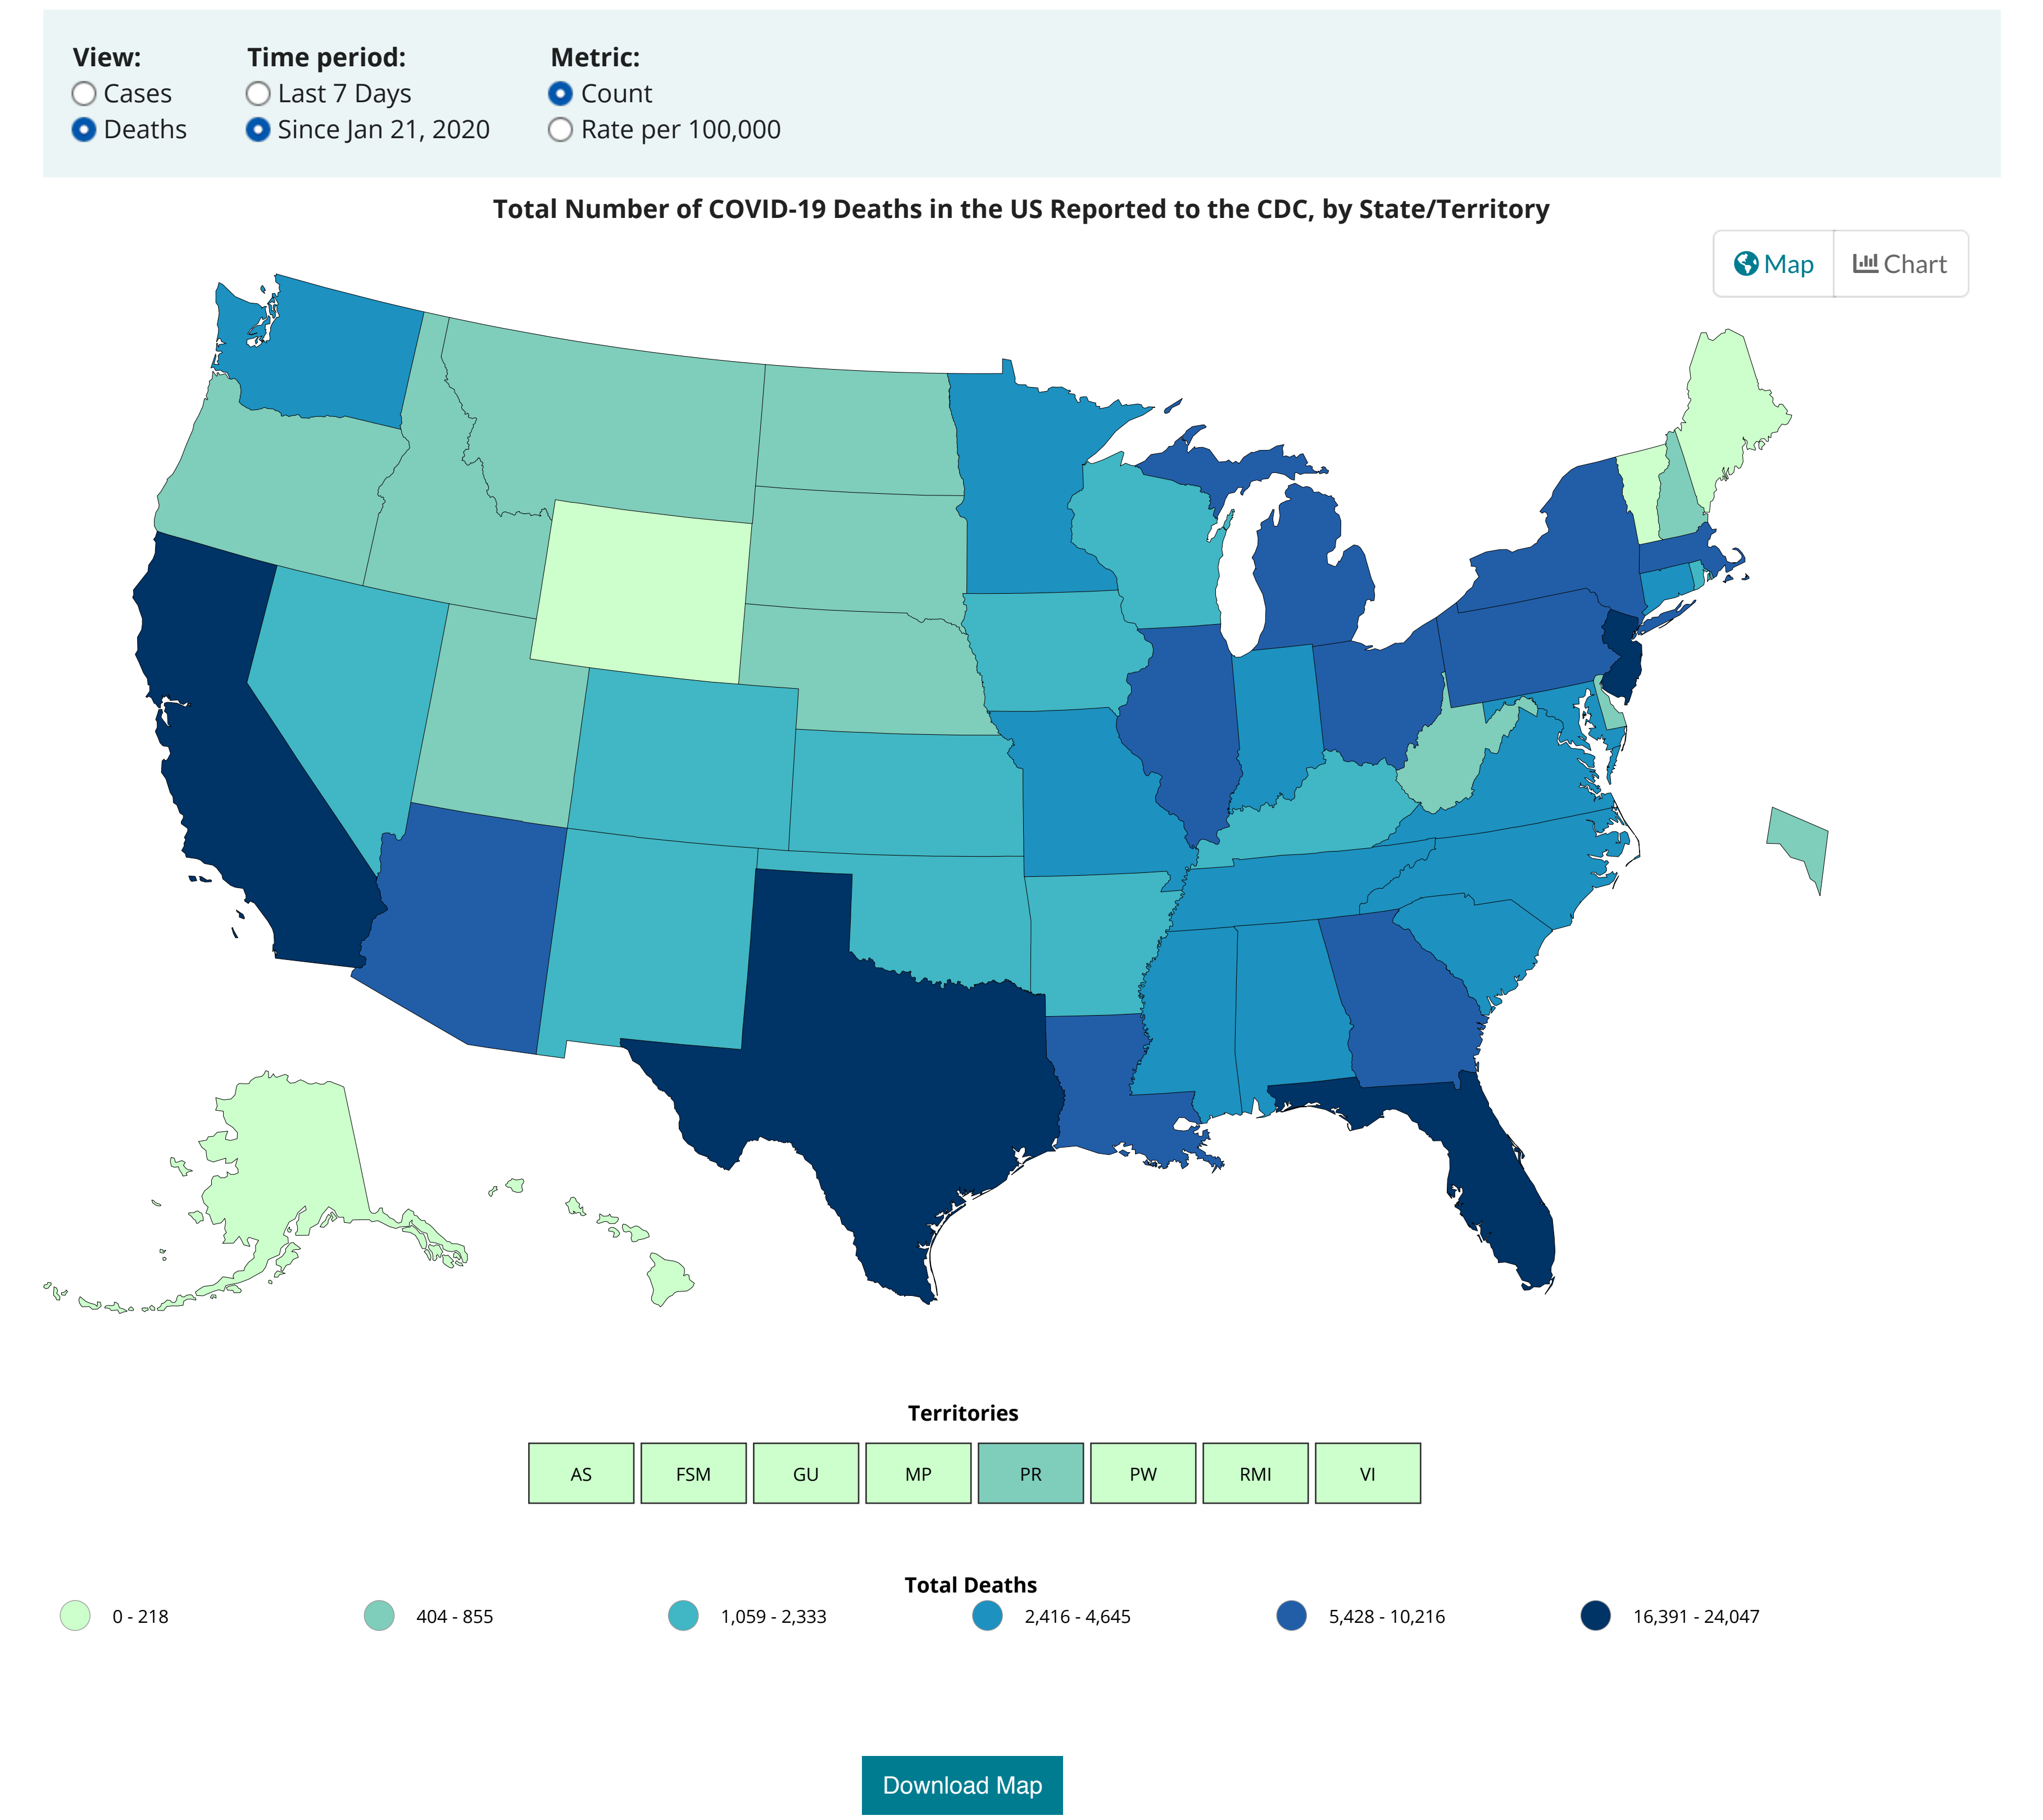 View: Time period: Metric:
Cases Last 7 Days Count
Deaths Since Jan 21, 2020 Rate per 100,000
Total Number of COVID-19 Deaths in the US Reported to the CDC, by State/Territory
Map Chart
Territories
AS FSM GU MP PR PW RMI VI
Total Deaths
0 - 218 404 - 855 1,059 - 2,333 2,416 - 4,645 5,428 - 10,216 16,391 - 24,047
Download Map